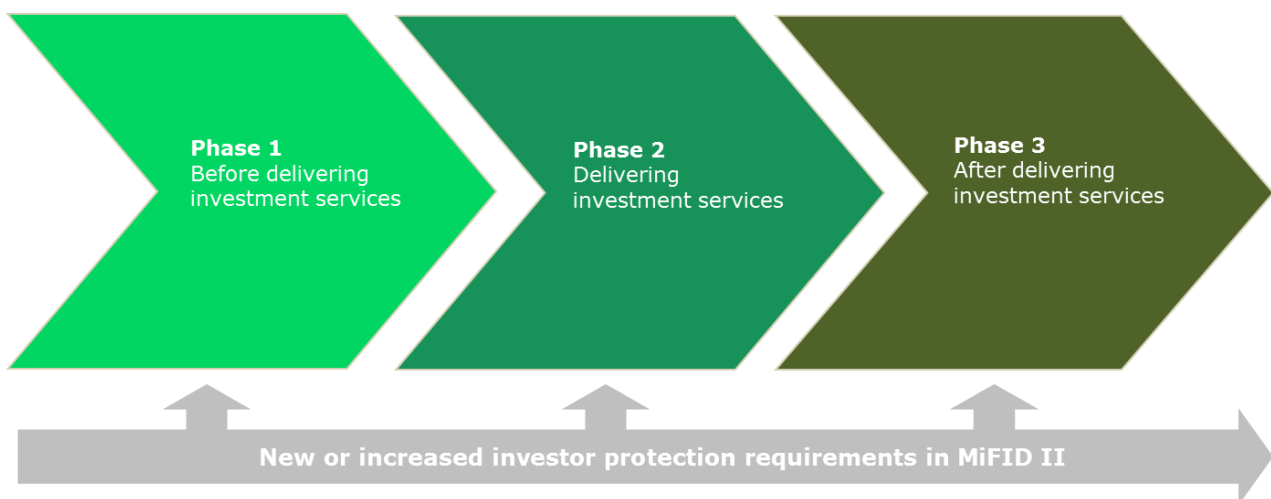 Phase 1
Before delivering
investment services
Phase 2
Delivering
investment services
Phase 3
After delivering
investment services
New or increased investor protection requirements in MiFID II